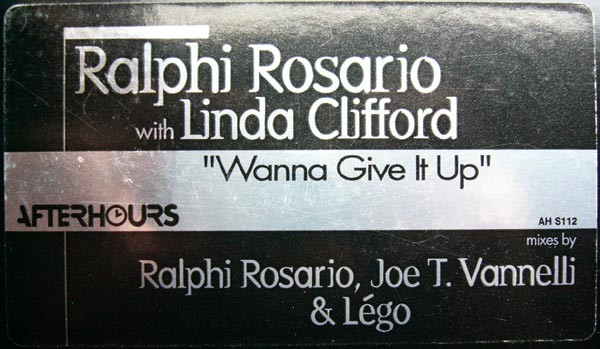 Ralphi Rosario
with Linda Clifford
"Wanna Give It Up"
AFTERHOURS
AH S112
mixes by
Ralphi Rosario, Joe T. Vannelli
& Légo